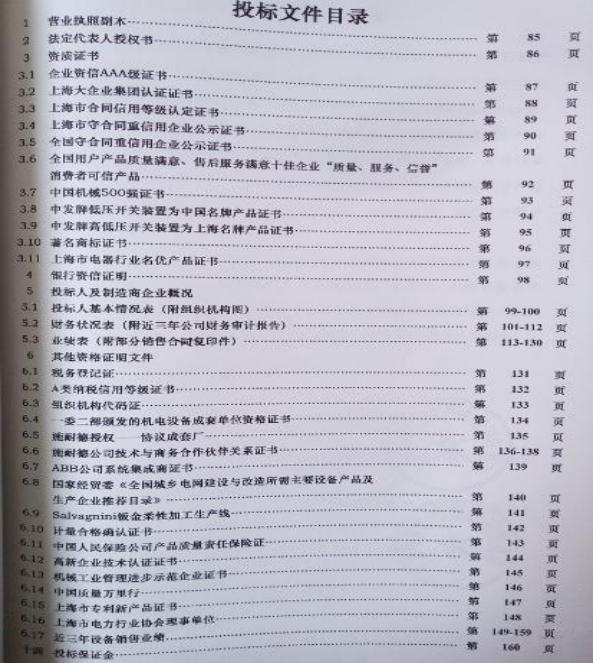 投标文件目录
1 营业执照副本……第 85 页
2 法定代表人授权书……第 86 页
3 资质证书
3.1 企业资信AAA级证书……第 87 页
3.2 上海大企业集团认证证书……第 88 页
3.3 上海市合同信用等级认定证书……第 89 页
3.4 上海市守合同重信用企业公示证书……第 90 页
3.5 全国守合同重信用企业公示证书……第 91 页
3.6 全国用户产品质量满意、售后服务满意十佳企业“质量、服务、信誉”
消费者可信产品……第 92 页
3.7 中国机械500强证书……第 93 页
3.8 中发牌低压开关装置为中国名牌产品证书……第 94 页
3.9 中发牌高低压开关装置为上海名牌产品证书……第 95 页
3.10 著名商标证书……第 96 页
3.11 上海市电器行业名优产品证书……第 97 页
4 银行资信证明……第 98 页
5 投标人及制造商企业概况
5.1 投标人基本情况表（附组织机构图）……第 99-100 页
5.2 财务状况表（附近三年公司财务审计报告）……第 101-112 页
5.3 业绩表（附部分销售合同复印件）……第 113-130 页
6 其他资格证明文件
6.1 税务登记证……第 131 页
6.2 A类纳税信用等级证书……第 132 页
6.3 组织机构代码证……第 133 页
6.4 一委二部颁发的机电设备成套单位资格证书……第 134 页
6.5 施耐德授权——协议成套厂……第 135 页
6.6 施耐德公司技术与商务合作伙伴关系证书……第 136-138 页
6.7 ABB公司系统集成商证书……第 139 页
6.8 国家经贸委《全国城乡电网建设与改造所需主要设备产品及
生产企业推荐目录》……第 140 页
6.9 Salvagnini钣金柔性加工生产线……第 141 页
6.10 计量合格确认证书……第 142 页
6.11 中国人民保险公司产品质量责任保险证……第 143 页
6.12 高新企业技术认证证书……第 144 页
6.13 机械工业管理进步示范企业证书……第 145 页
6.14 中国质量万里行……第 146 页
6.15 上海市专利新产品证书……第 147 页
6.16 上海市电力行业协会理事单位……第 148 页
6.17 近三年设备销售业绩……第 149-159 页
十四 投标保证金……第 160 页